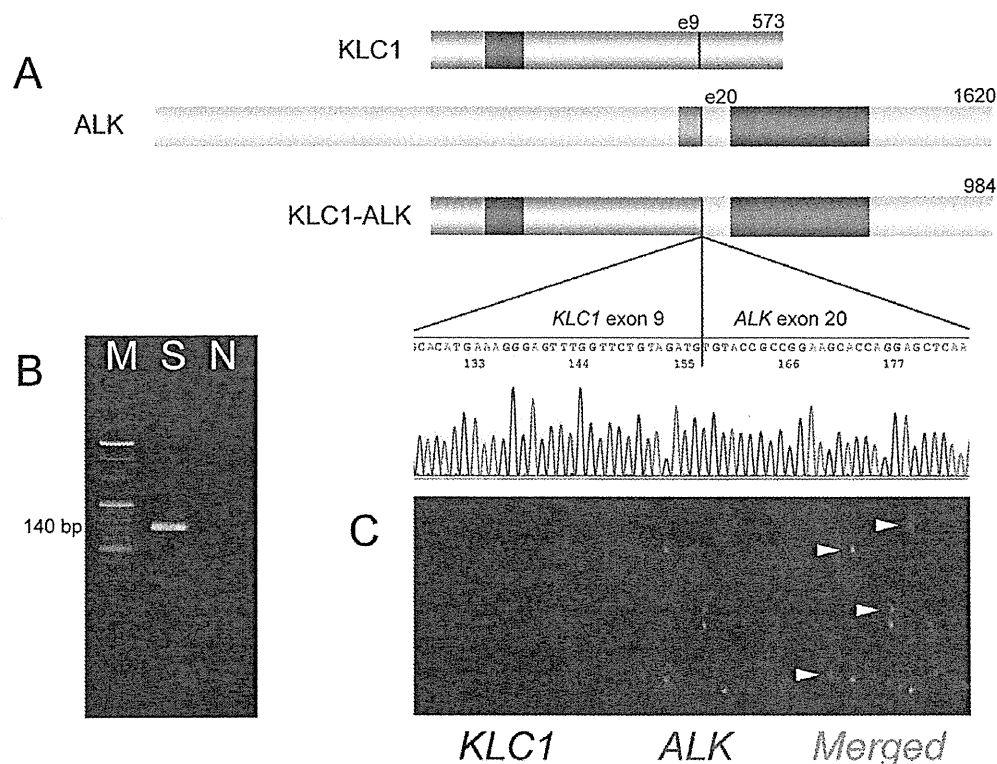 A
KLC1
e9
573
ALK
e20
1620
KLC1-ALK
984
KLC1 exon 9
ALK exon 20
GCACATGAAAGGGAGTTTGGTTCTGTAGATGTGTACCGCCGGAAGCACCAGGAGCTCAA
133 144 155 166 177
B
M S N
140 bp
C
KLC1
ALK
Merged